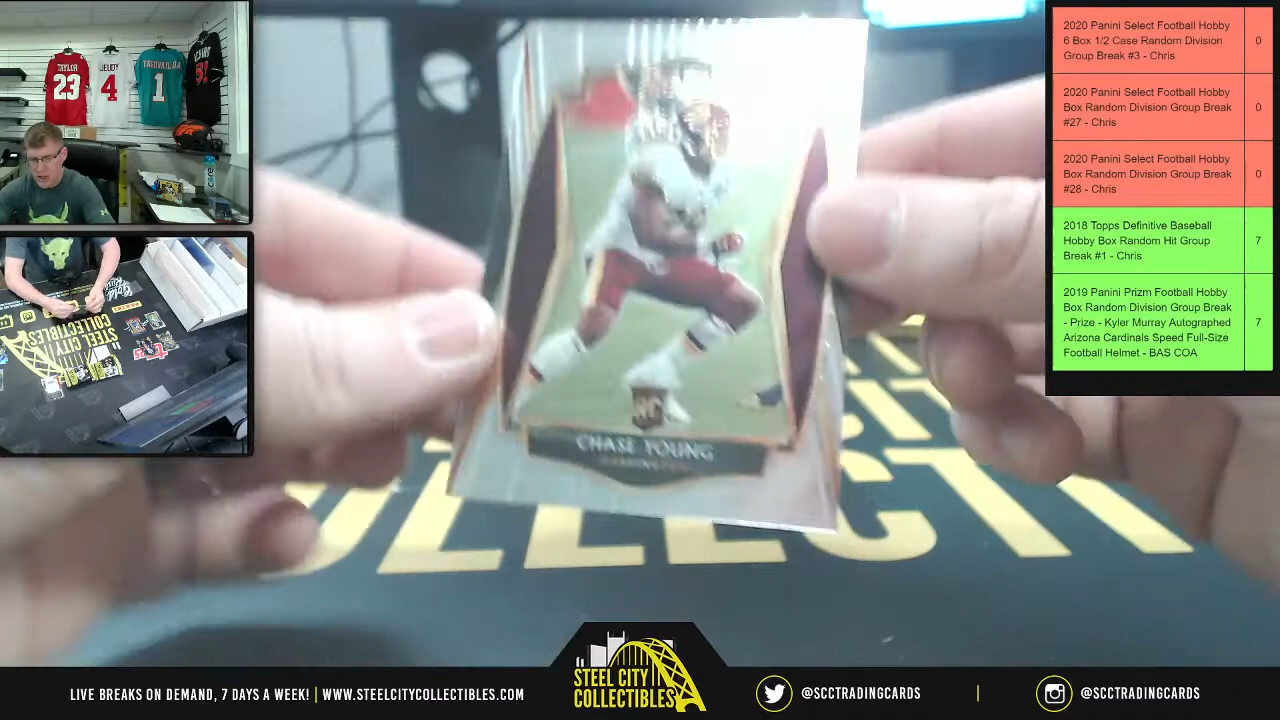 TAYLOR
23
JEUDY
4
TAGOVAILOA
1
51
2020 Panini Select Football Hobby
6 Box 1/2 Case Random Division
Group Break #3 - Chris
0
2020 Panini Select Football Hobby
Box Random Division Group Break
#27 - Chris
0
2020 Panini Select Football Hobby
Box Random Division Group Break
#28 - Chris
0
2018 Topps Definitive Baseball
Hobby Box Random Hit Group
Break #1 - Chris
7
2019 Panini Prizm Football Hobby
Box Random Division Group Break
- Prize - Kyler Murray Autographed
Arizona Cardinals Speed Full-Size
Football Helmet - BAS COA
7
STEEL CITY
COLLECTIBLES
RC
CHASE YOUNG
COLLECTI
LIVE BREAKS ON DEMAND, 7 DAYS A WEEK! | WWW.STEELCITYCOLLECTIBLES.COM
STEEL CITY
COLLECTIBLES
@SCCTRADINGCARDS
|
@SCCTRADINGCARDS